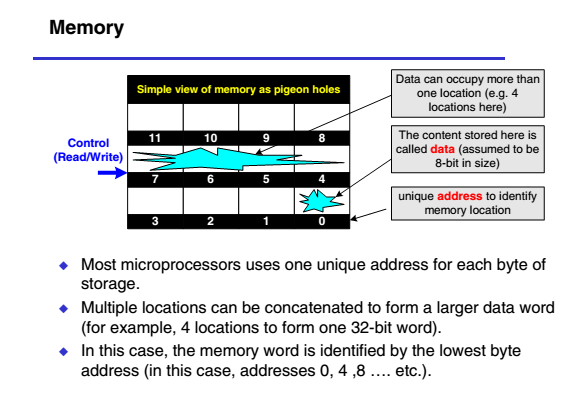 Memory
Simple view of memory as pigeon holes
Data can occupy more than
one location (e.g. 4
locations here)
11 10 9 8
Control
(Read/Write)
The content stored here is
called data (assumed to be
8-bit in size)
7 6 5 4
unique address to identify
memory location
3 2 1 0
Most microprocessors uses one unique address for each byte of
storage.
Multiple locations can be concatenated to form a larger data word
(for example, 4 locations to form one 32-bit word).
In this case, the memory word is identified by the lowest byte
address (in this case, addresses 0, 4 ,8 …. etc.).